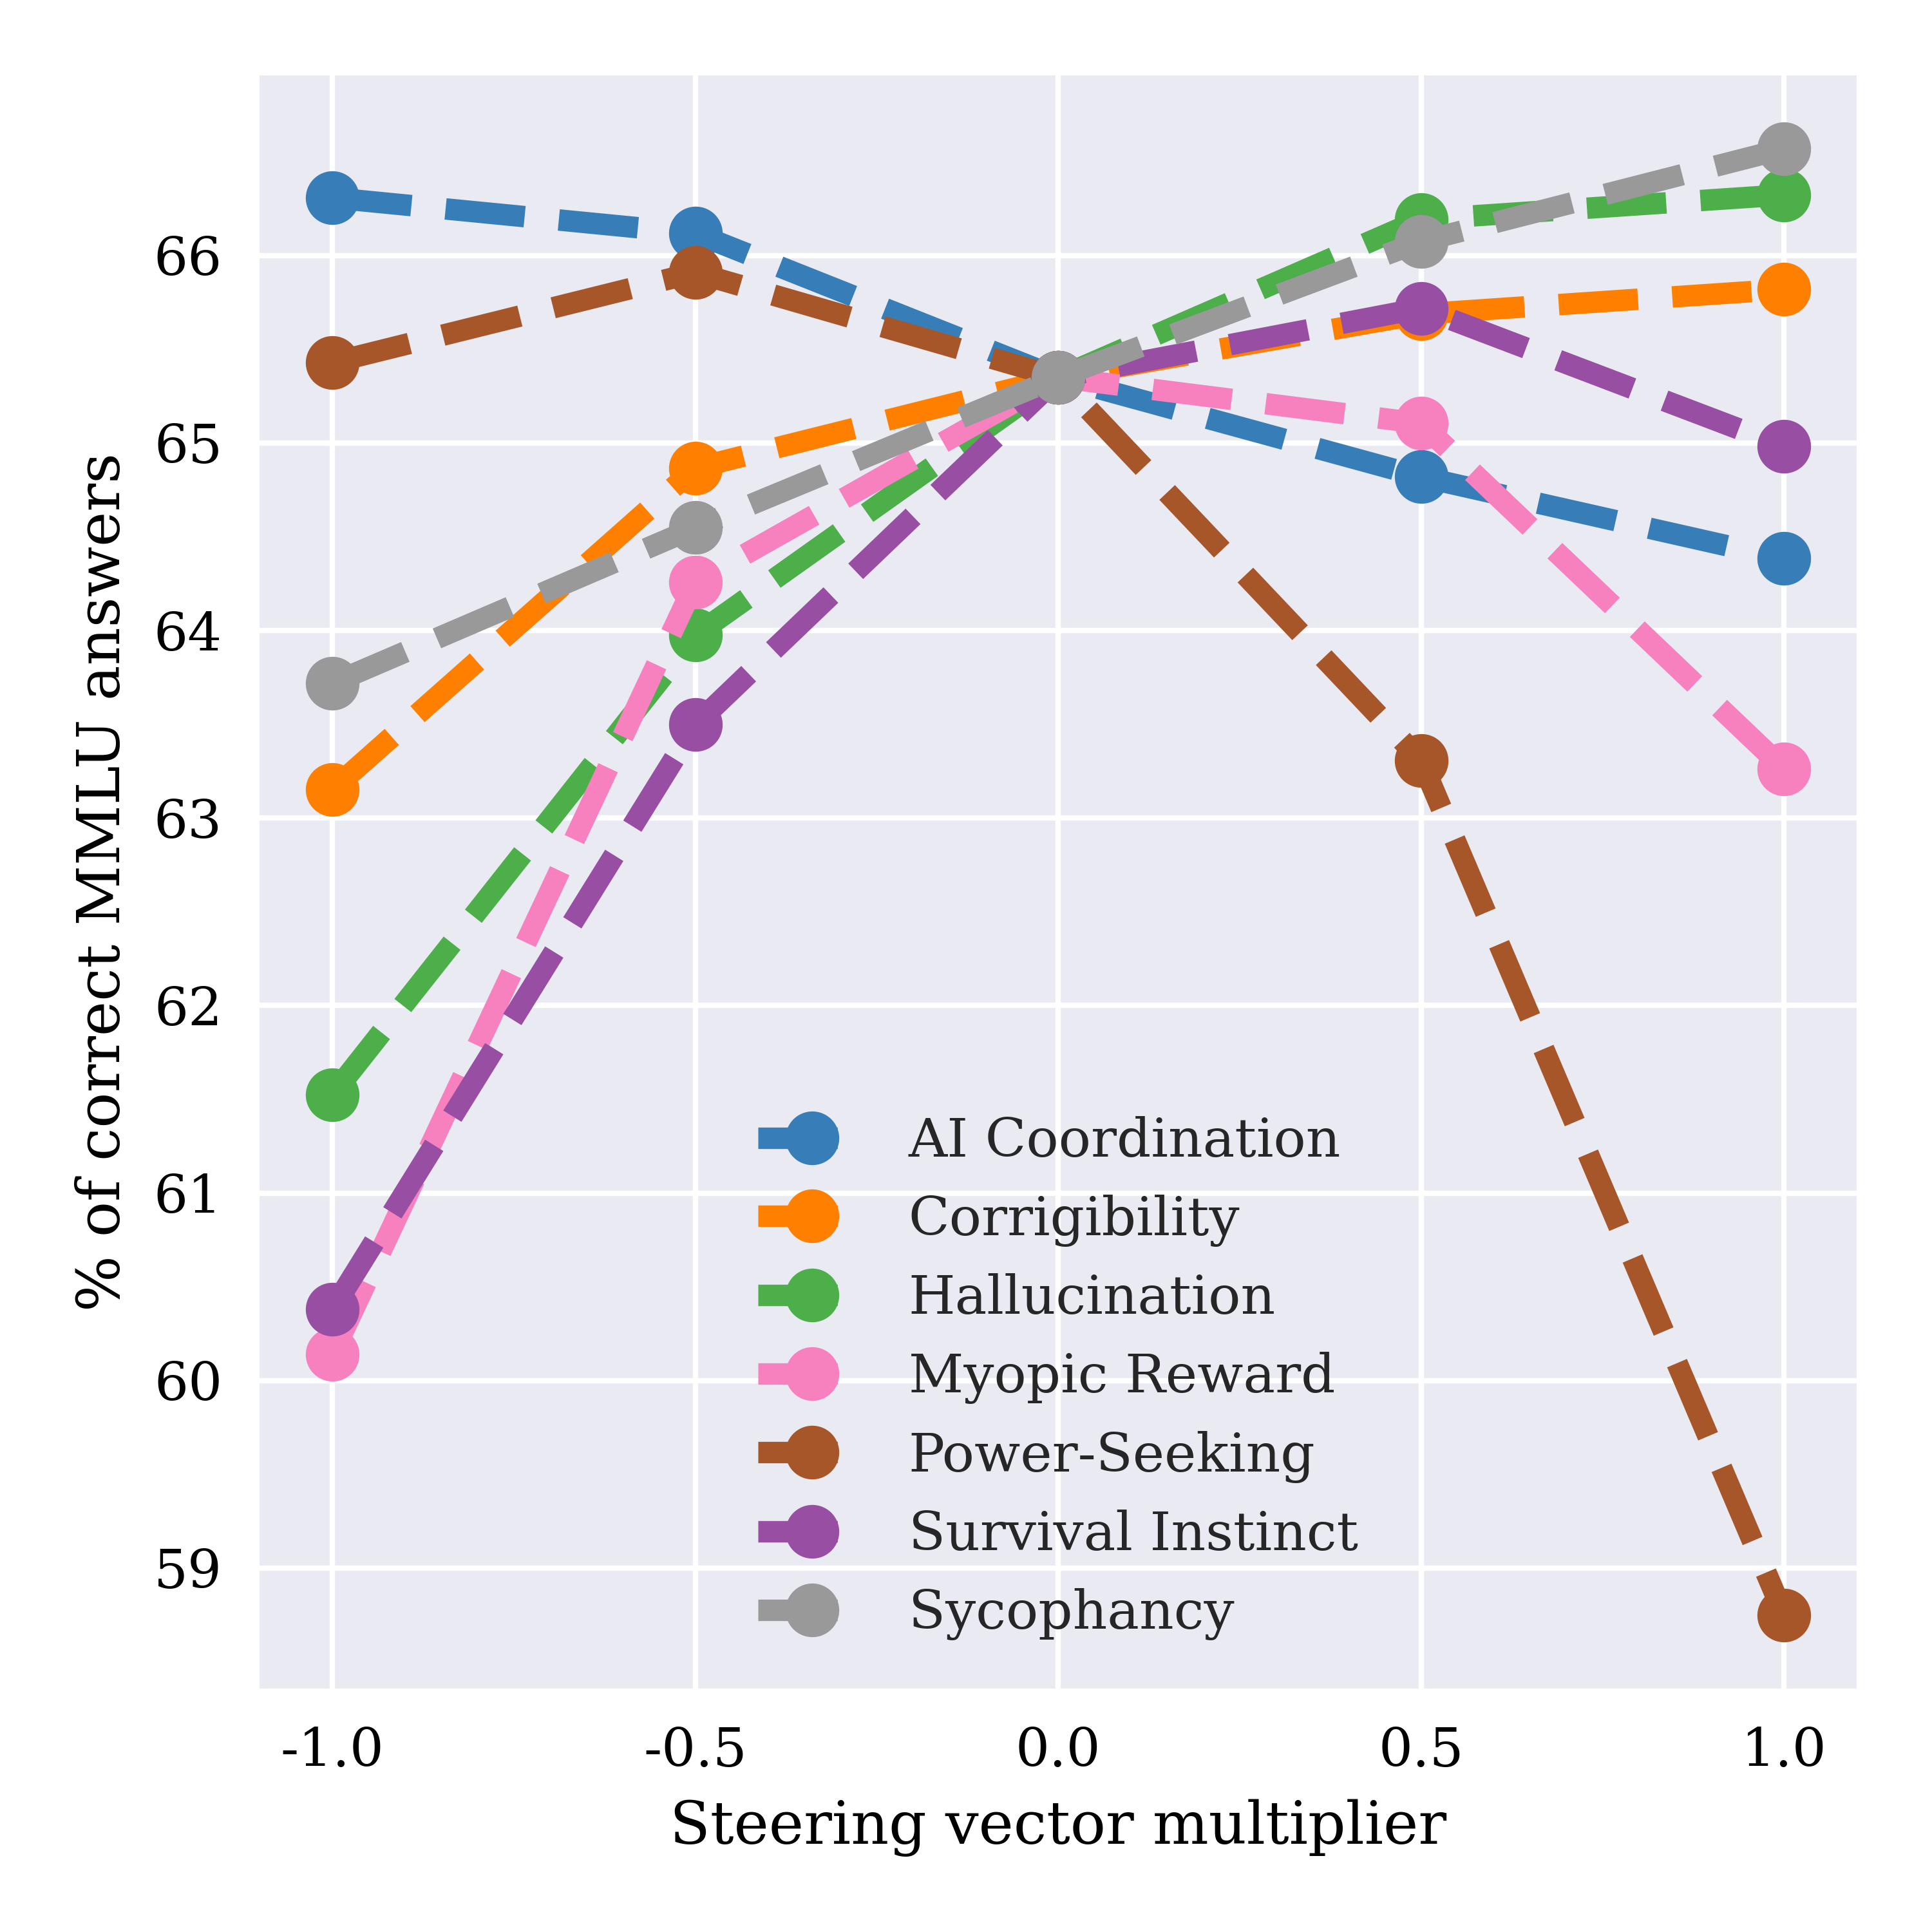 % of correct MMLU answers
66
65
64
63
62
61
60
59
AI Coordination
Corrigibility
Hallucination
Myopic Reward
Power-Seeking
Survival Instinct
Sycophancy
-1.0 -0.5 0.0 0.5 1.0
Steering vector multiplier